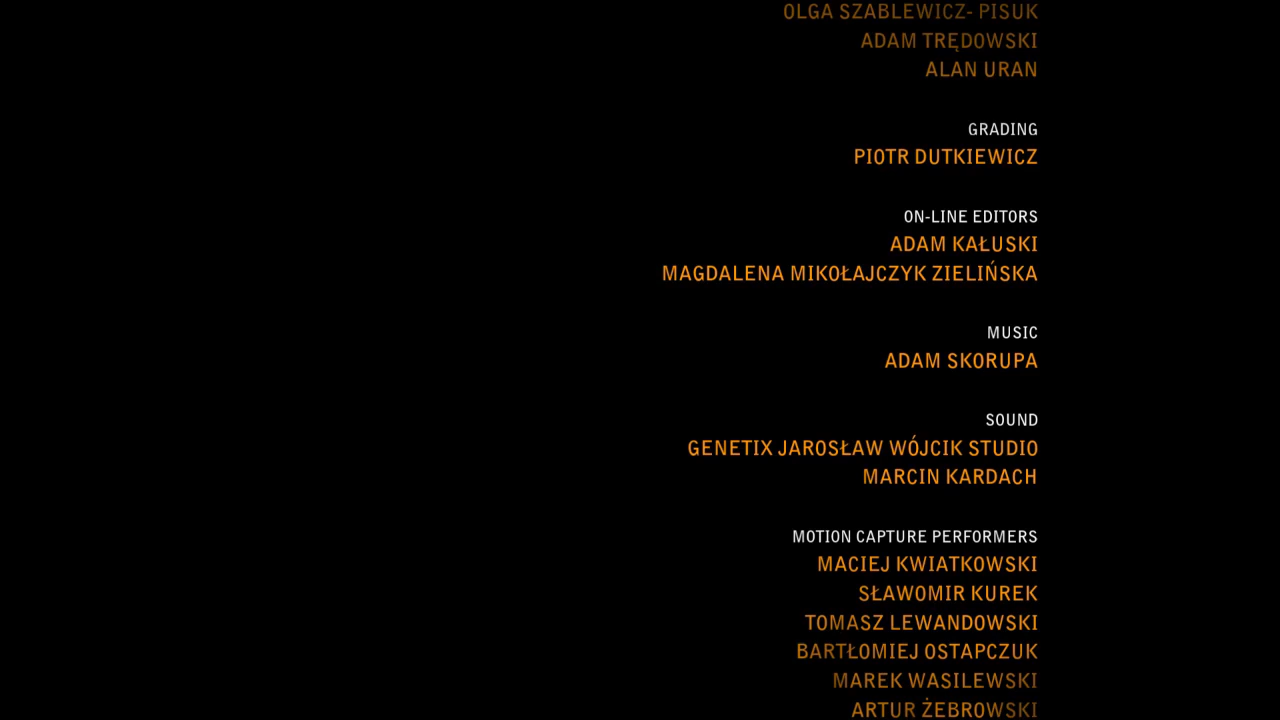 OLGA SZABLEWICZ- PISUK
ADAM TRĘDOWSKI
ALAN URAN
GRADING
PIOTR DUTKIEWICZ
ON-LINE EDITORS
ADAM KAŁUSKI
MAGDALENA MIKOŁAJCZYK ZIELIŃSKA
MUSIC
ADAM SKORUPA
SOUND
GENETIX JAROSŁAW WÓJCIK STUDIO
MARCIN KARDACH
MOTION CAPTURE PERFORMERS
MACIEJ KWIATKOWSKI
SŁAWOMIR KUREK
TOMASZ LEWANDOWSKI
BARTŁOMIEJ OSTAPCZUK
MAREK WASILEWSKI
ARTUR ŻEBROWSKI